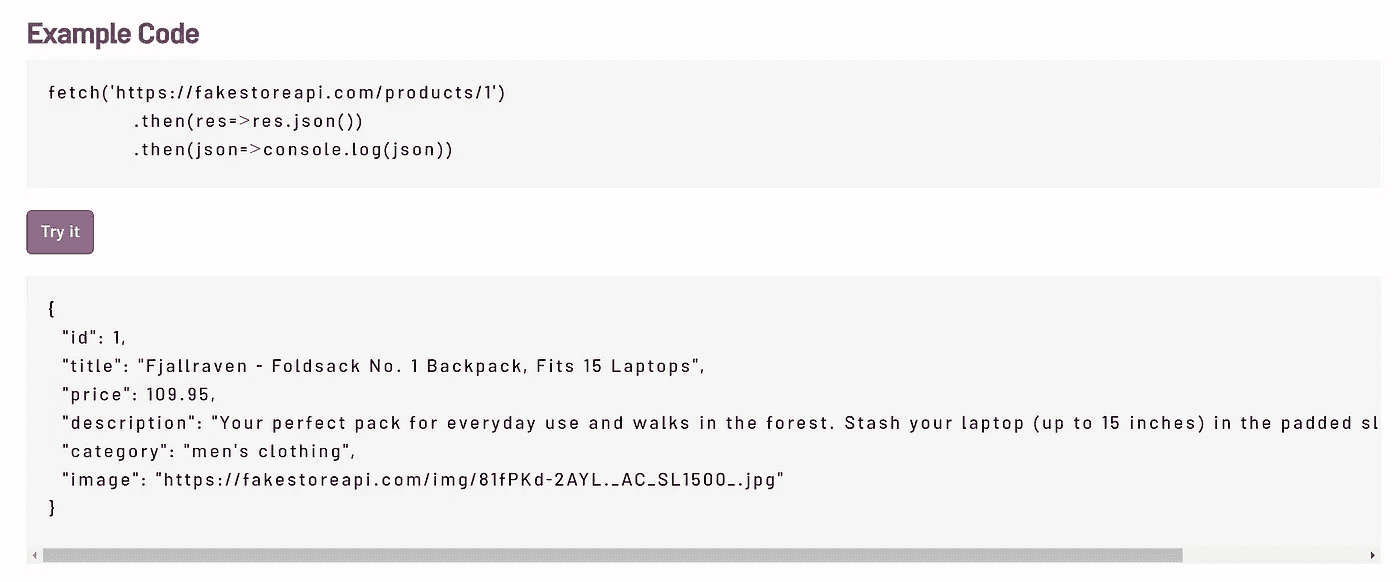 Example Code
fetch('https://fakestoreapi.com/products/1')
.then(res=>res.json())
.then(json=>console.log(json))
Try it
{
"id": 1,
"title": "Fjallraven - Foldsack No. 1 Backpack, Fits 15 Laptops",
"price": 109.95,
"description": "Your perfect pack for everyday use and walks in the forest. Stash your laptop (up to 15 inches) in the padded sl
"category": "men's clothing",
"image": "https://fakestoreapi.com/img/81fPKd-2AYL._AC_SL1500_.jpg"
}